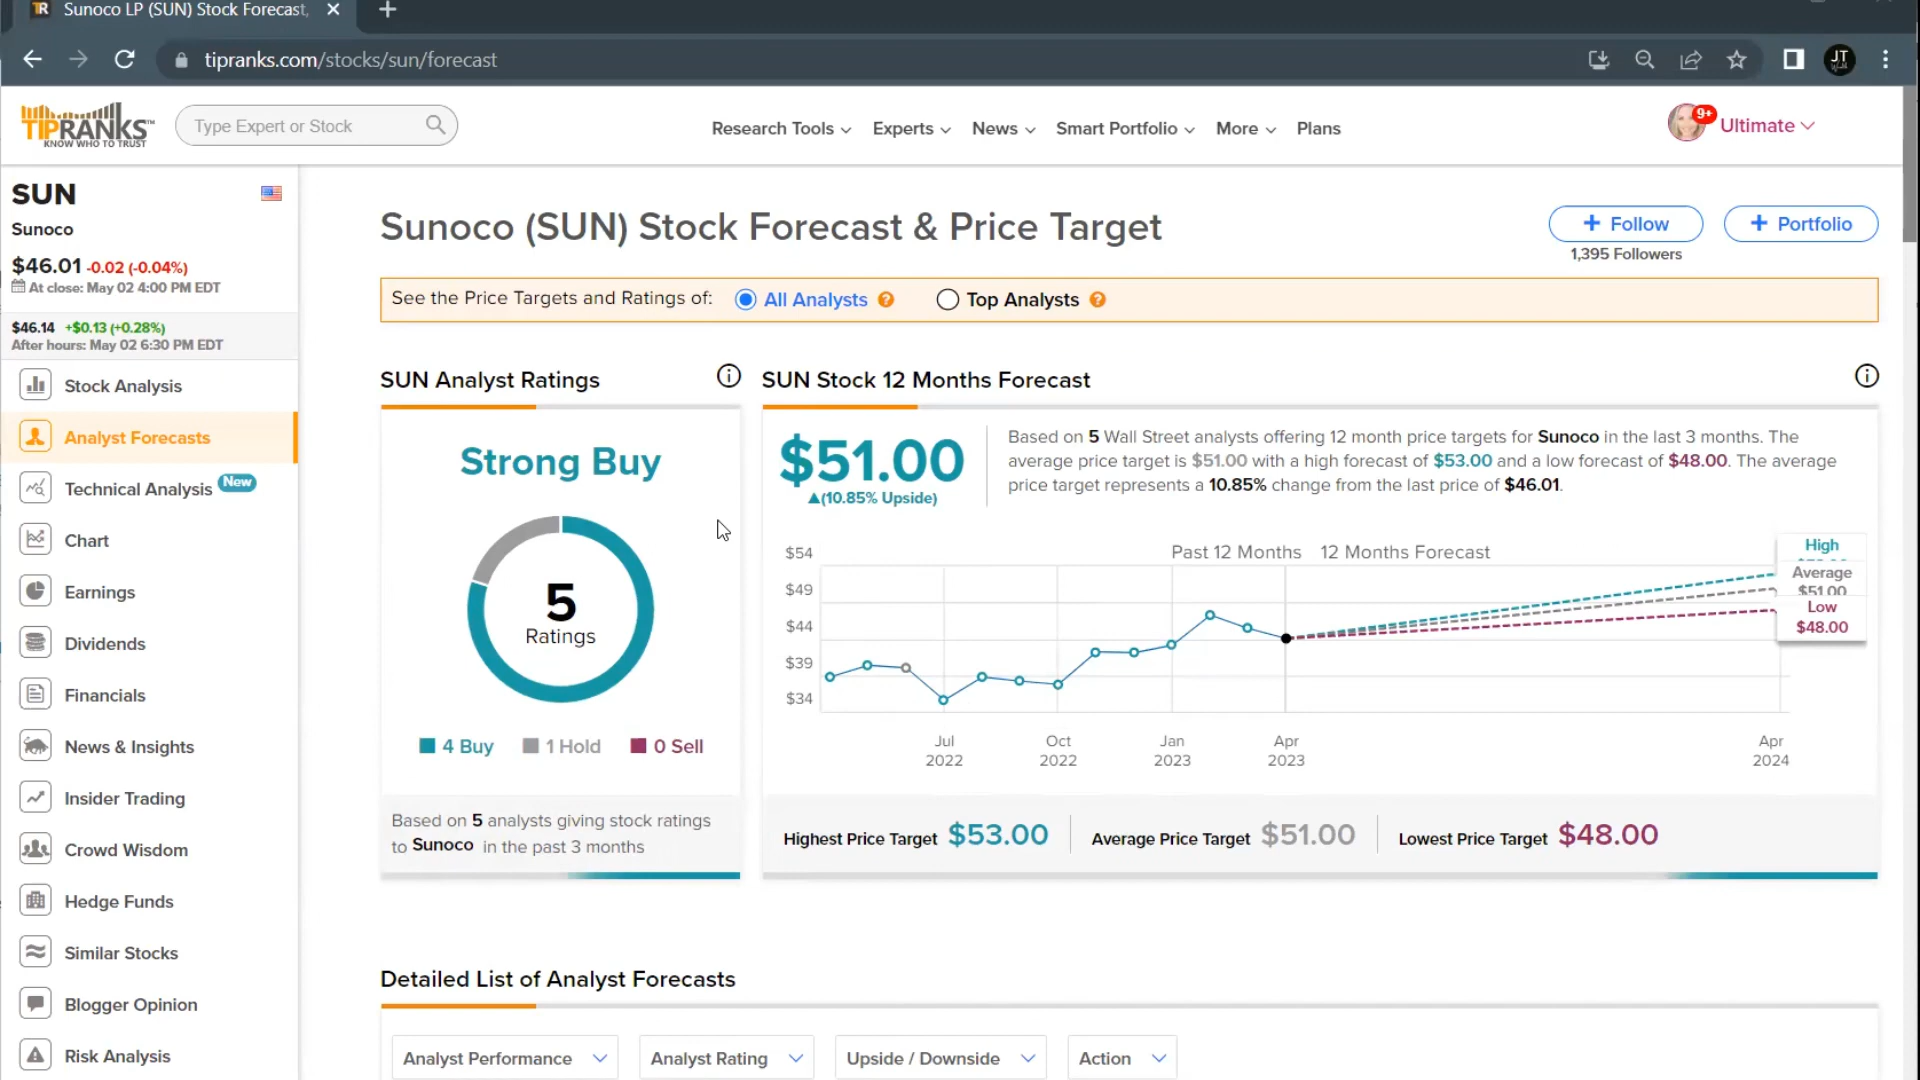 Sunoco LP (SUN) Stock Forecast,
tipranks.com/stocks/sun/forecast
JT
TIPRANKS™
KNOW WHO TO TRUST
Type Expert or Stock
Research Tools
Experts
News
Smart Portfolio
More
Plans
9+
Ultimate
SUN
Sunoco
$46.01 -0.02 (-0.04%)
At close: May 02 4:00 PM EDT
$46.14 +$0.13 (+0.28%)
After hours: May 02 6:30 PM EDT
Stock Analysis
Analyst Forecasts
Technical Analysis New
Chart
Earnings
Dividends
Financials
News & Insights
Insider Trading
Crowd Wisdom
Hedge Funds
Similar Stocks
Blogger Opinion
Risk Analysis
Sunoco (SUN) Stock Forecast & Price Target
+ Follow
1,395 Followers
+ Portfolio
See the Price Targets and Ratings of:
All Analysts ?
Top Analysts ?
SUN Analyst Ratings
Strong Buy
5
Ratings
4 Buy
1 Hold
0 Sell
Based on 5 analysts giving stock ratings
to Sunoco in the past 3 months
SUN Stock 12 Months Forecast
$51.00
▲(10.85% Upside)
Based on 5 Wall Street analysts offering 12 month price targets for Sunoco in the last 3 months. The
average price target is $51.00 with a high forecast of $53.00 and a low forecast of $48.00. The average
price target represents a 10.85% change from the last price of $46.01.
Past 12 Months
12 Months Forecast
$54
$49
$44
$39
$34
High
Average
$51.00
Low
$48.00
Jul
2022
Oct
2022
Jan
2023
Apr
2023
Apr
2024
Highest Price Target $53.00
Average Price Target $51.00
Lowest Price Target $48.00
Detailed List of Analyst Forecasts
Analyst Performance
Analyst Rating
Upside / Downside
Action